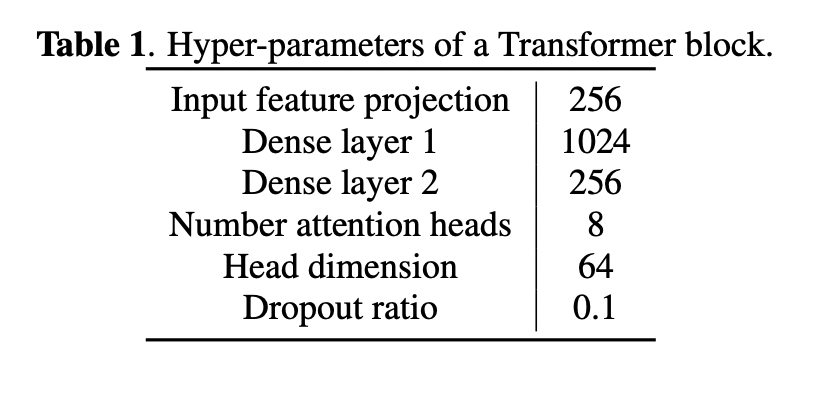 Table 1. Hyper-parameters of a Transformer block.
Input feature projection 256
Dense layer 1 1024
Dense layer 2 256
Number attention heads 8
Head dimension 64
Dropout ratio 0.1